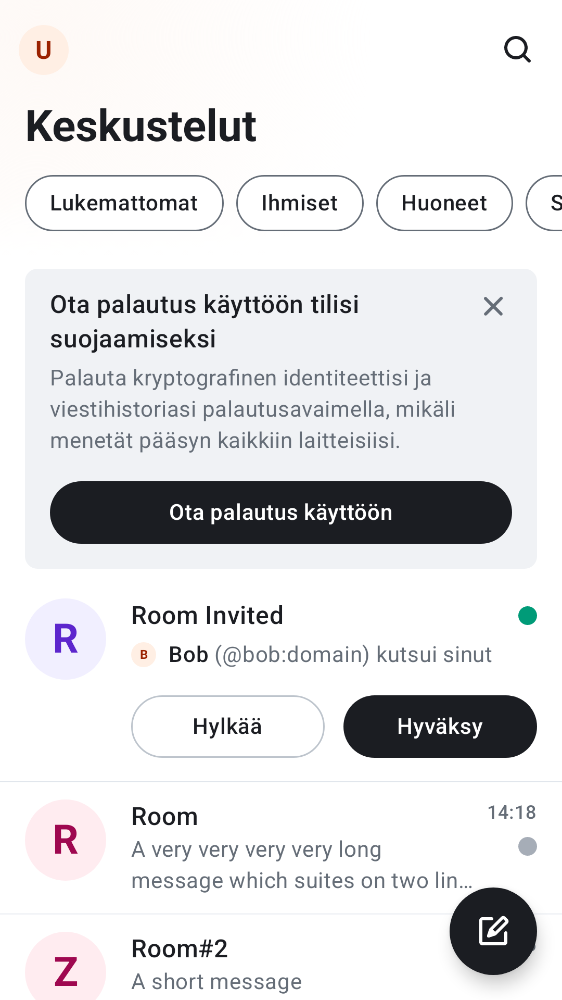 U
Keskustelut
Lukemattomat
Ihmiset
Huoneet
S
Ota palautus käyttöön tilisi
suojaamiseksi
Palauta kryptografinen identiteettisi ja
viestihistoriasi palautusavaimella, mikäli
menetät pääsyn kaikkiin laitteisiisi.
Ota palautus käyttöön
R
Room Invited
B Bob (@bob:domain) kutsui sinut
Hylkää
Hyväksy
R
Room
14:18
A very very very very long
message which suites on two lin…
Z
Room#2
A short message